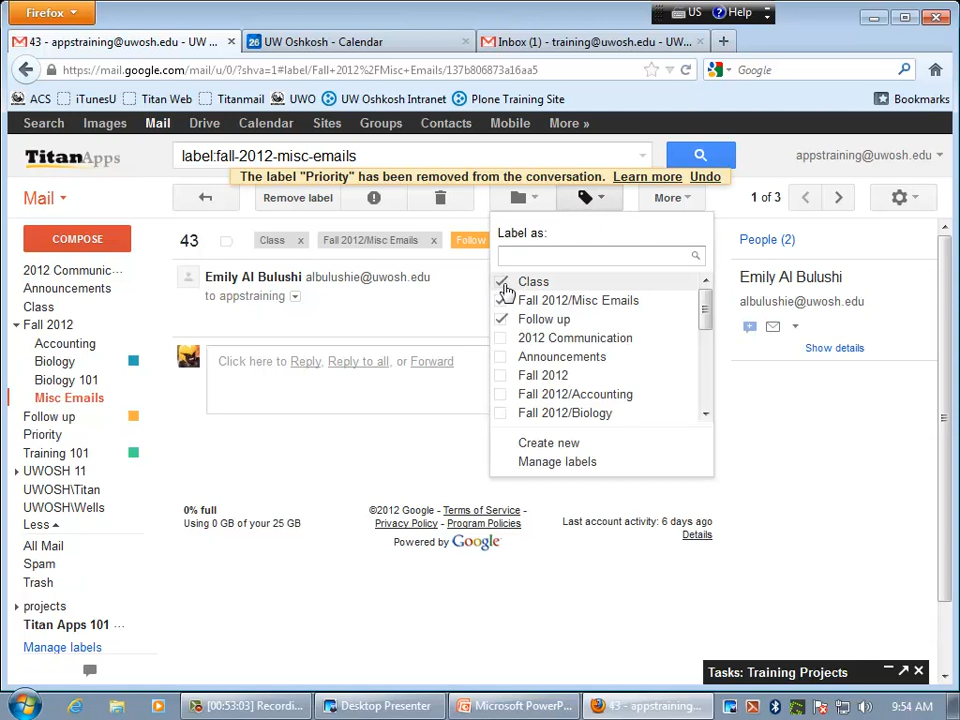 Firefox
US Help
43 - appstraining@uwosh.edu - UW ...
26 UW Oshkosh - Calendar
Inbox (1) - training@uwosh.edu - UW...
https://mail.google.com/mail/u/0/?shva=1#label/Fall+2012%2FMisc+Emails/137b806873a16aa5
Google
ACS iTunesU Titan Web Titanmail UWO UW Oshkosh Intranet Plone Training Site Bookmarks
Search Images Mail Drive Calendar Sites Groups Contacts Mobile More »
TitanApps label:fall-2012-misc-emails appstraining@uwosh.edu
The label "Priority" has been removed from the conversation. Learn more Undo
Mail Remove label More 1 of 3
COMPOSE
43 Class x Fall 2012/Misc Emails x Follow
Label as:
People (2)
Class
Fall 2012/Misc Emails
Follow up
2012 Communication
Announcements
Fall 2012
Fall 2012/Accounting
Fall 2012/Biology
Create new
Manage labels
2012 Communic...
Announcements
Class
Fall 2012
Accounting
Biology
Biology 101
Misc Emails
Follow up
Priority
Training 101
UWOSH 11
UWOSH\Titan
UWOSH\Wells
Less
All Mail
Spam
Trash
projects
Titan Apps 101 ...
Manage labels
Emily Al Bulushi albulushie@uwosh.edu
to appstraining
Click here to Reply, Reply to all, or Forward
Emily Al Bulushi
albulushie@uwosh.edu
Show details
0% full
Using 0 GB of your 25 GB
©2012 Google - Terms of Service -
Privacy Policy - Program Policies
Powered by Google
Last account activity: 6 days ago
Details
Tasks: Training Projects
[00:53:03] Recordi...
Desktop Presenter
Microsoft PowerP...
43 - appstraining...
9:54 AM